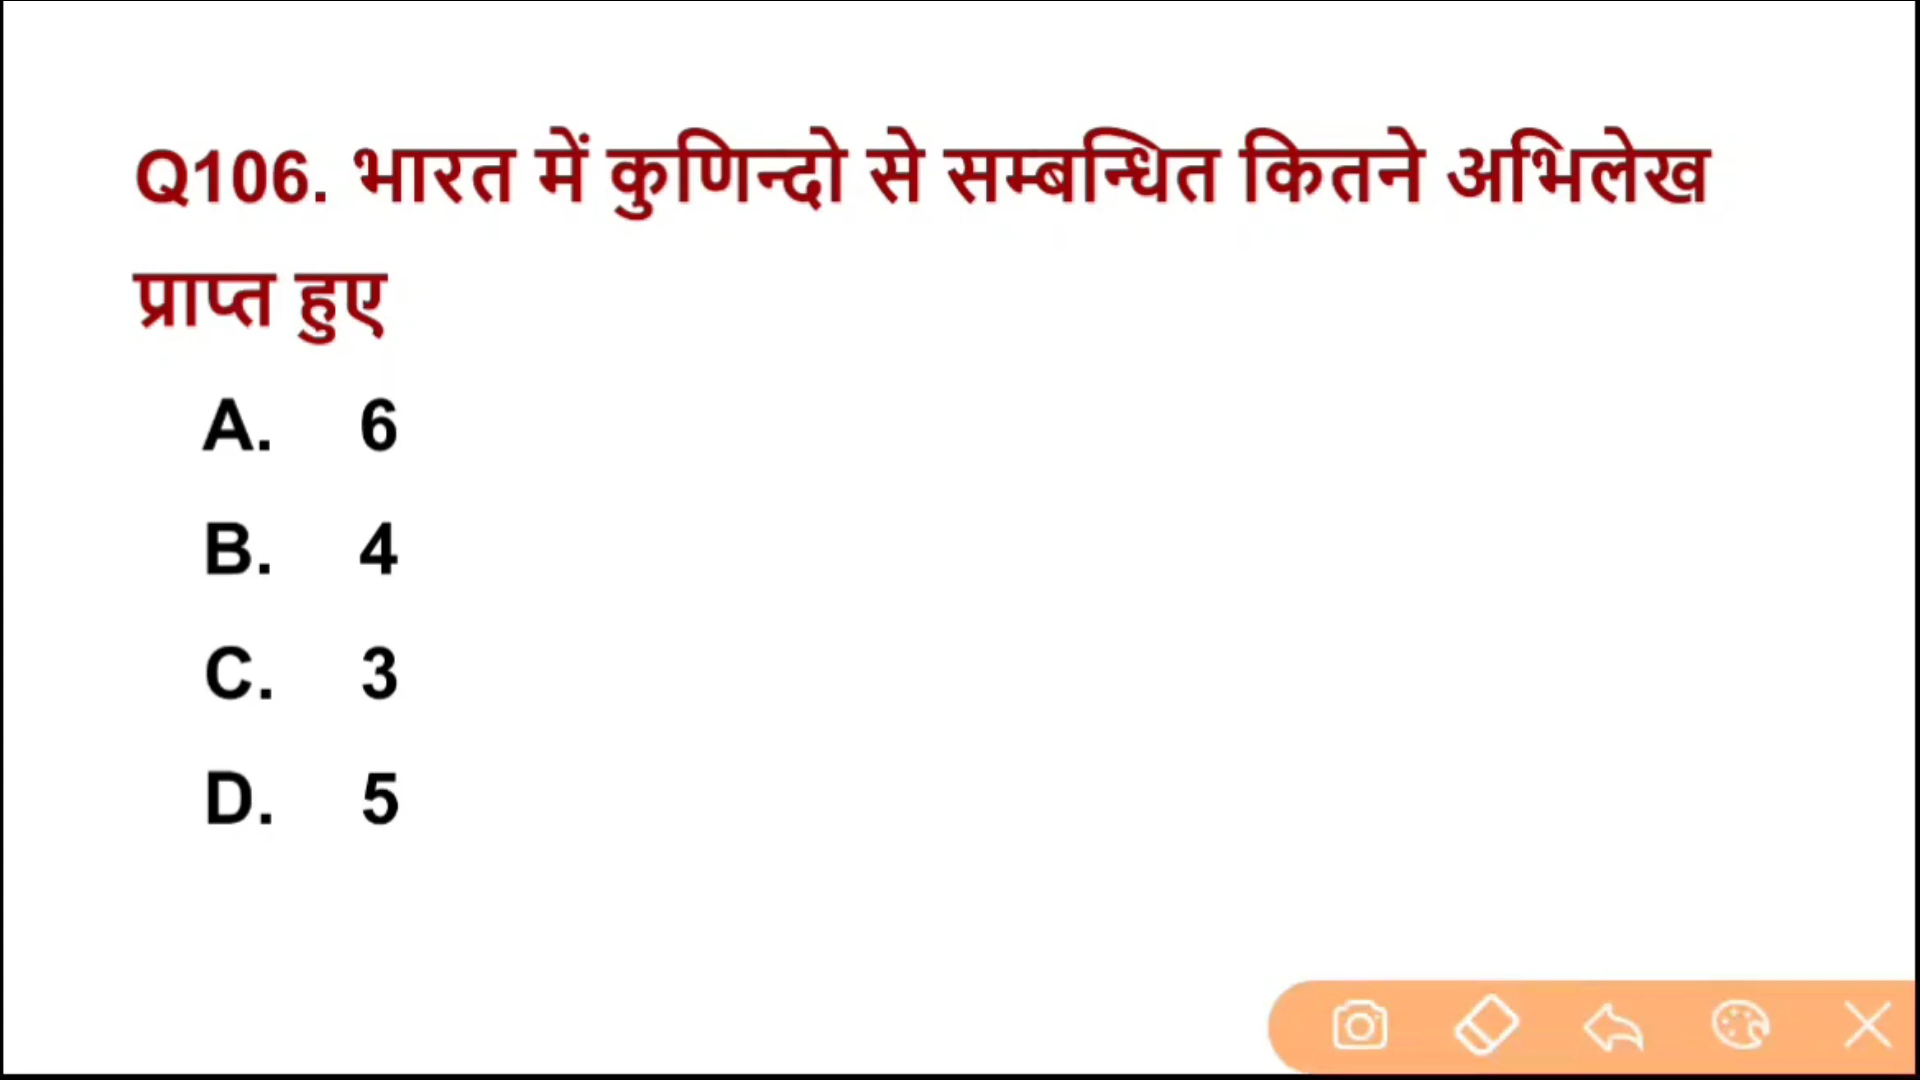 Q106. भारत में कुणिन्दो से सम्बन्धित कितने अभिलेख
प्राप्त हुए
A. 6
B. 4
C. 3
D. 5